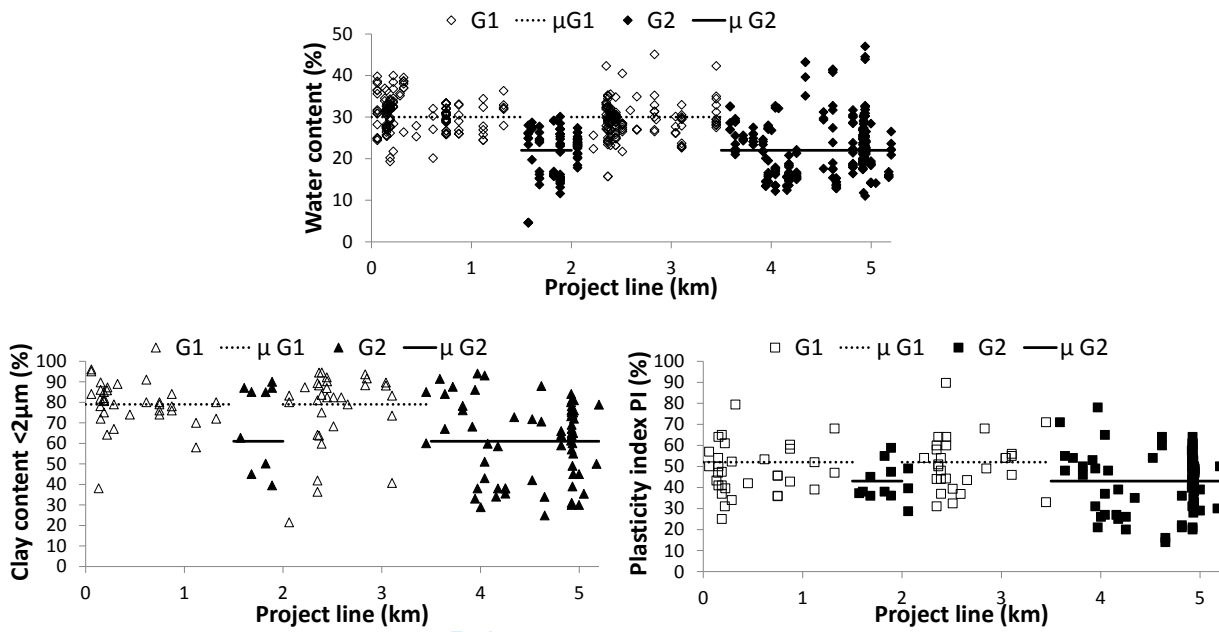 G1 μG1 G2 μ G2
Water content (%)
50
40
30
20
10
0
0 1 2 3 4 5
Project line (km)
G1 μ G1 G2 μ G2
Clay content <2μm (%)
100
90
80
70
60
50
40
30
20
10
0
0 1 2 3 4 5
Project line (km)
G1 μ G1 G2 μ G2
Plasticity index PI (%)
100
90
80
70
60
50
40
30
20
10
0
0 1 2 3 4 5
Project line (km)